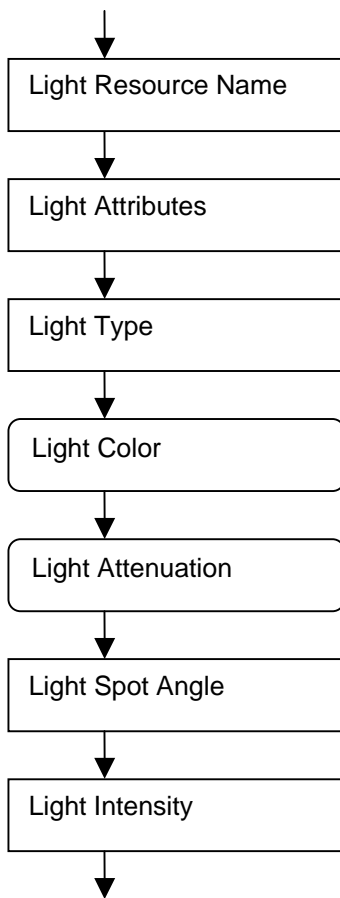 Light Resource Name
Light Attributes
Light Type
Light Color
Light Attenuation
Light Spot Angle
Light Intensity